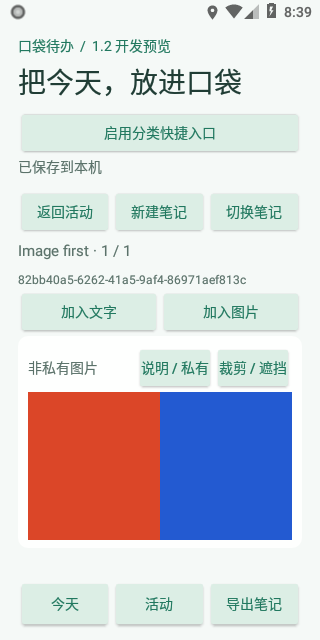 8:39
口袋待办 / 1.2 开发预览
把今天，放进口袋
启用分类快捷入口
已保存到本机
返回活动 新建笔记 切换笔记
Image first · 1 / 1
82bb40a5-6262-41a5-9af4-86971aef813c
加入文字 加入图片
非私有图片 说明 / 私有 裁剪 / 遮挡
今天 活动 导出笔记